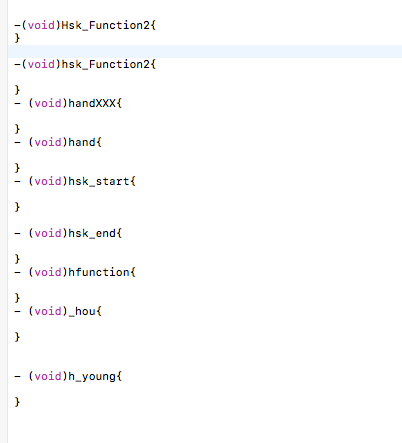 -(void)Hsk_Function2{
}
-(void)hsk_Function2{
}
- (void)handXXX{
}
- (void)hand{
}
- (void)hsk_start{
}
- (void)hsk_end{
}
- (void)hfunction{
}
- (void)_hou{
}
- (void)h_young{
}